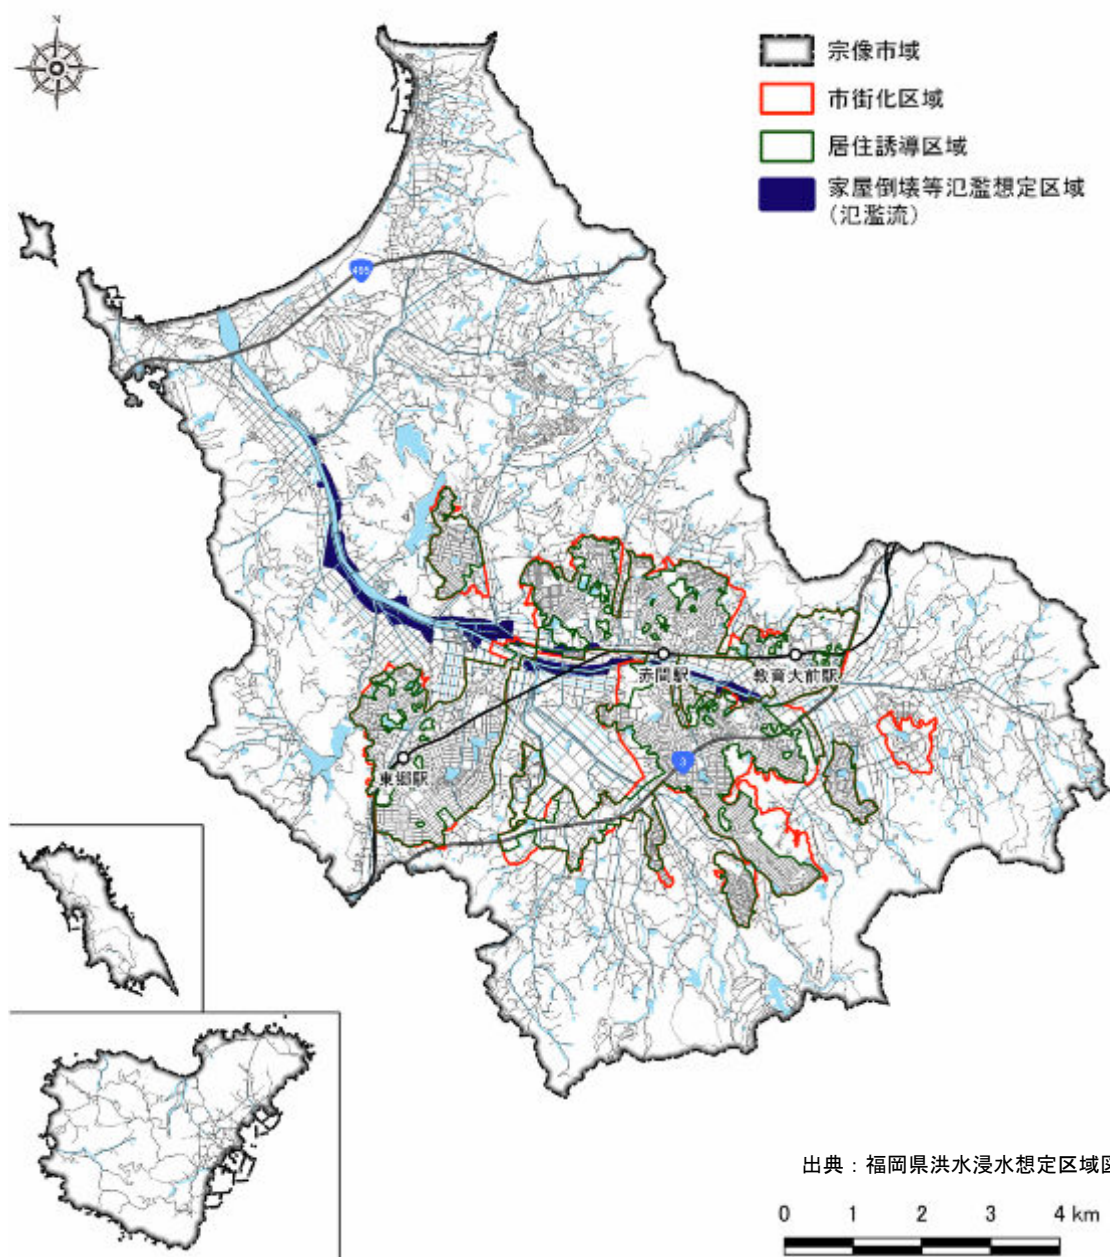 N
宗像市域
市街化区域
居住誘導区域
家屋倒壊等氾濫想定区域
(氾濫流)
495
赤間駅
教育大前駅
3
東郷駅
出典：福岡県洪水浸水想定区域図
0 1 2 3 4 km